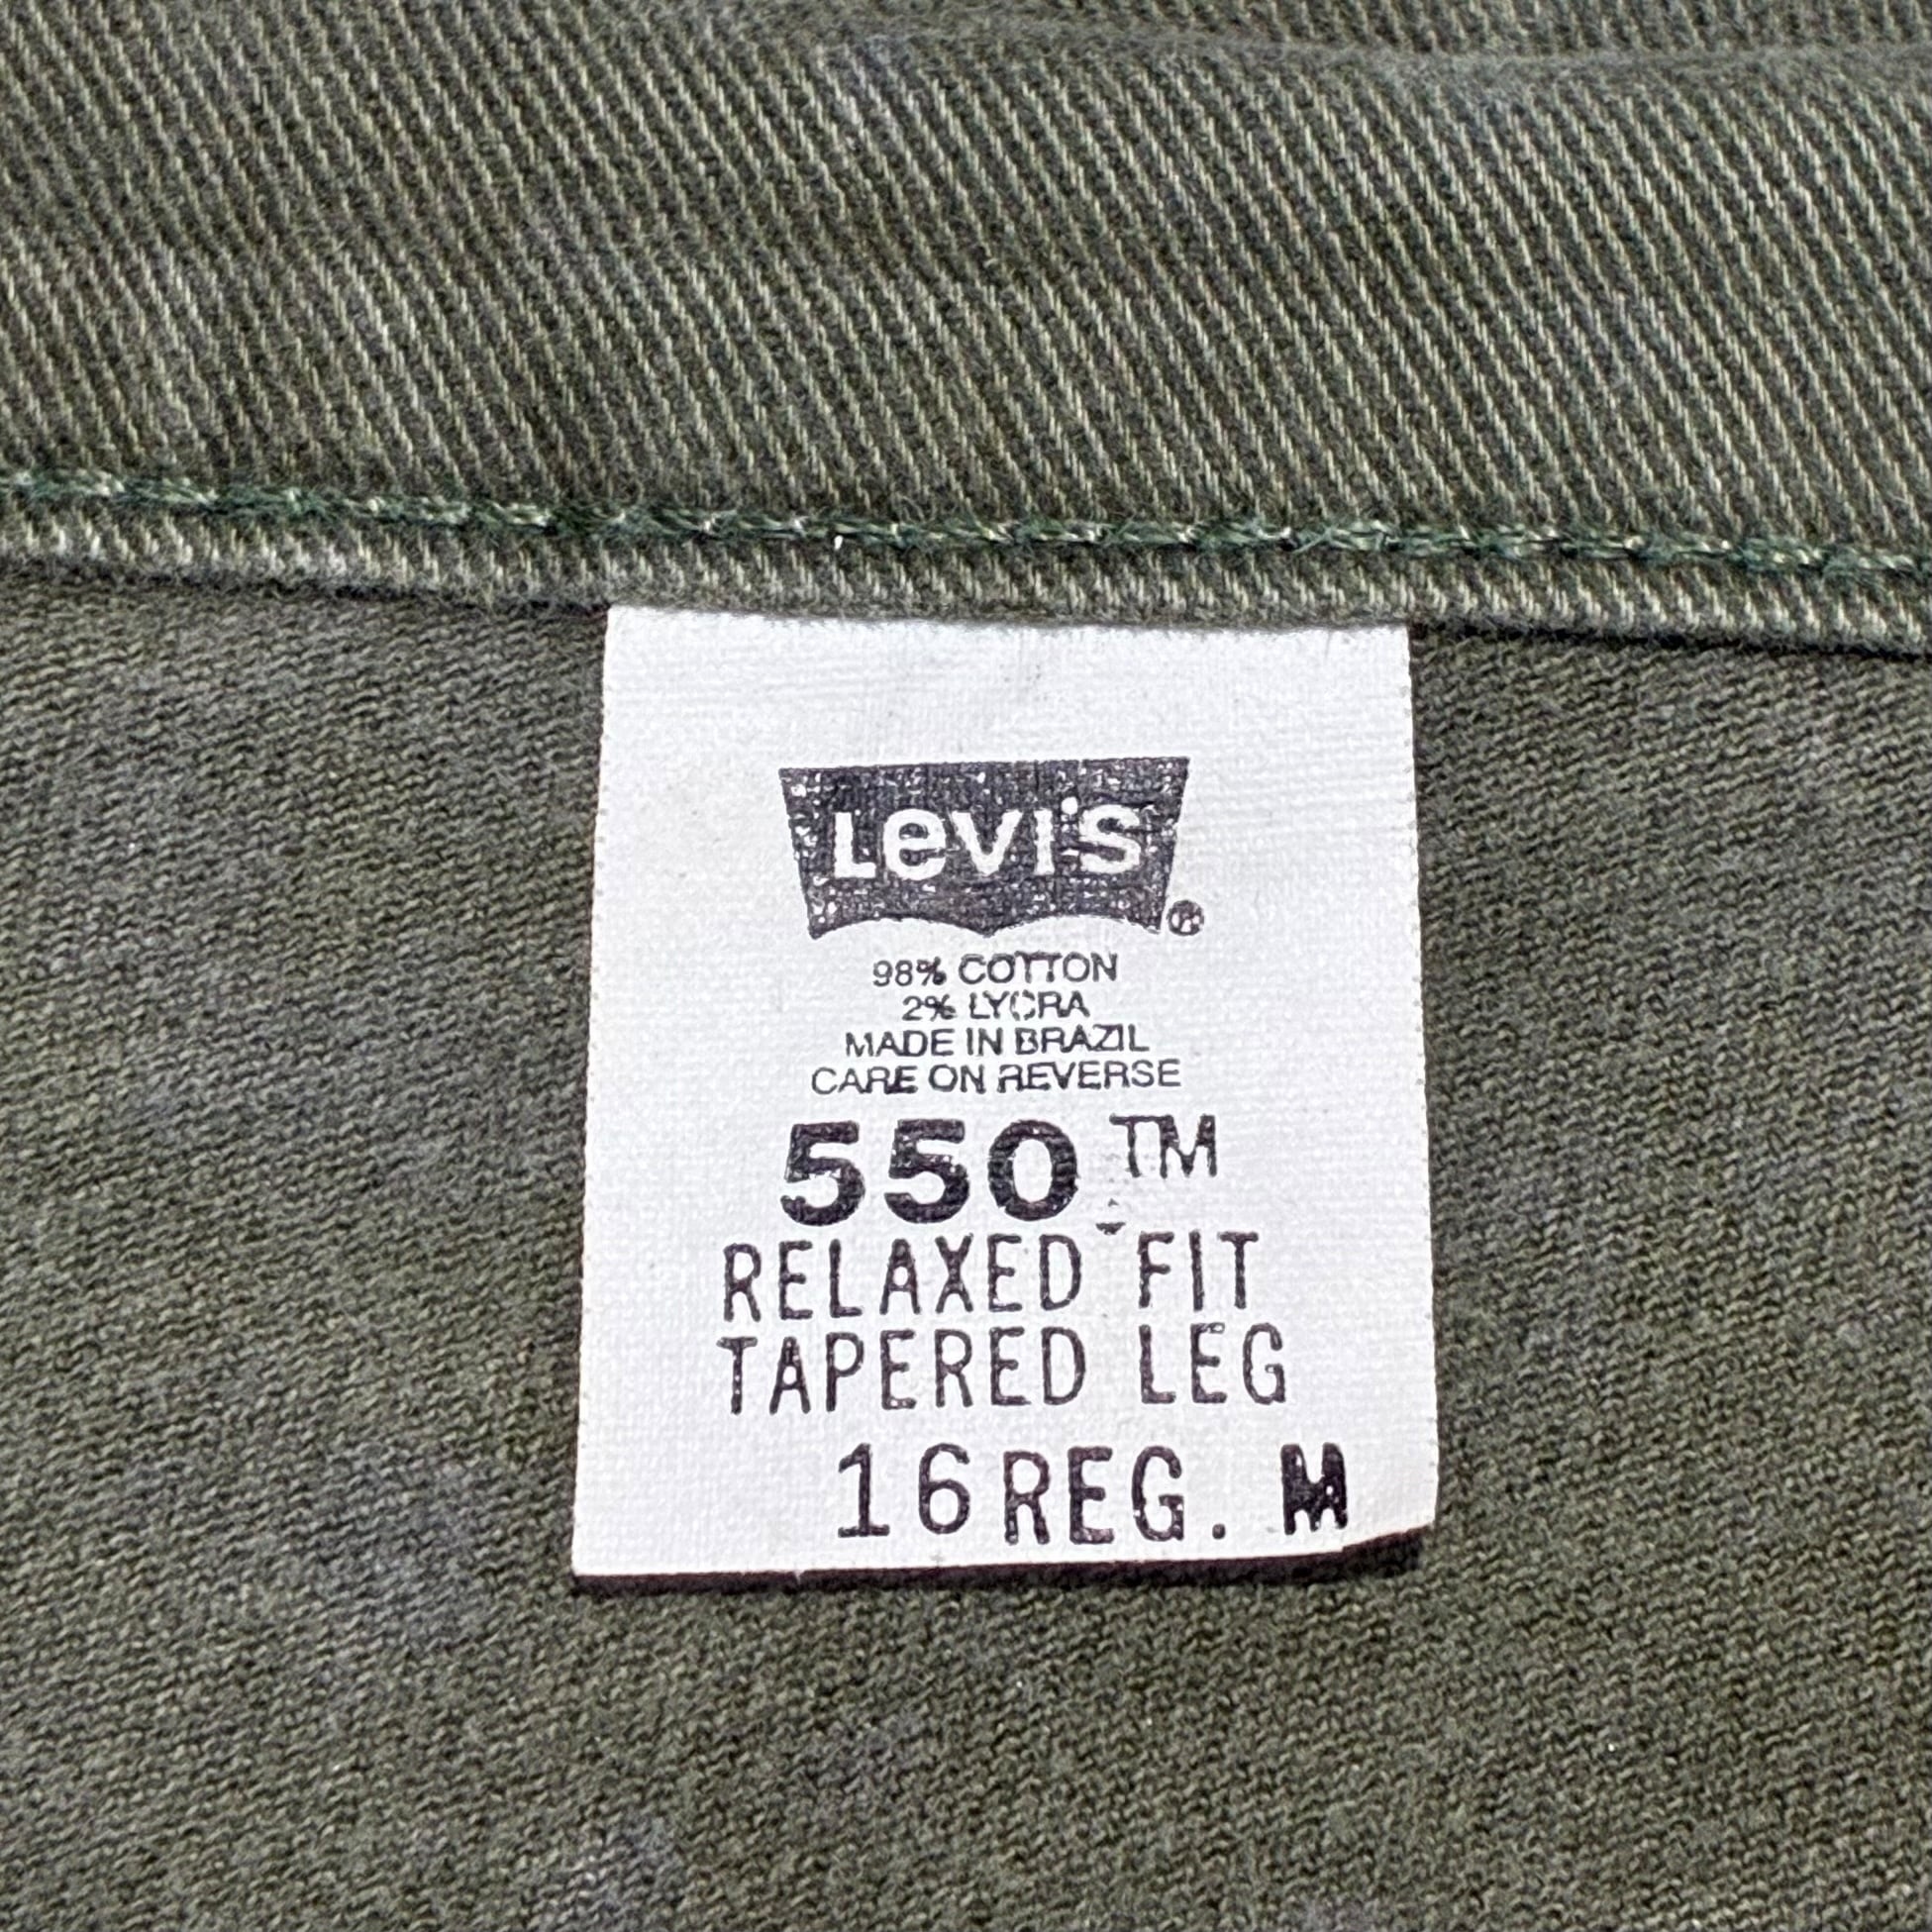 Levi's ®
98% COTTON
2% LYCRA
MADE IN BRAZIL
CARE ON REVERSE
550 TM
RELAXED FIT
TAPERED LEG
16 REG. M